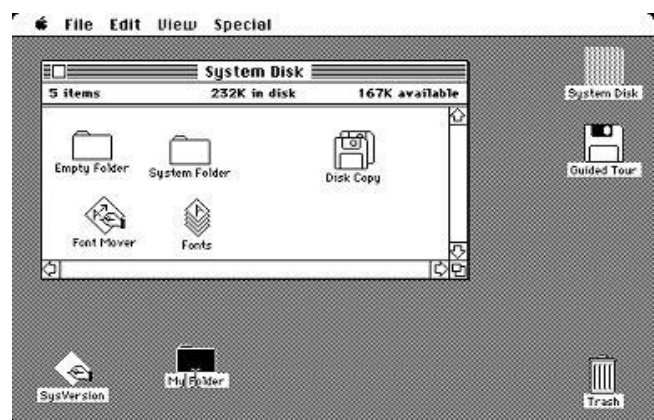 File Edit View Special
System Disk
5 items 232K in disk 167K available
System Disk
Empty Folder System Folder Disk Copy
Guided Tour
Font Mover Fonts
SysVersion My Folder Trash